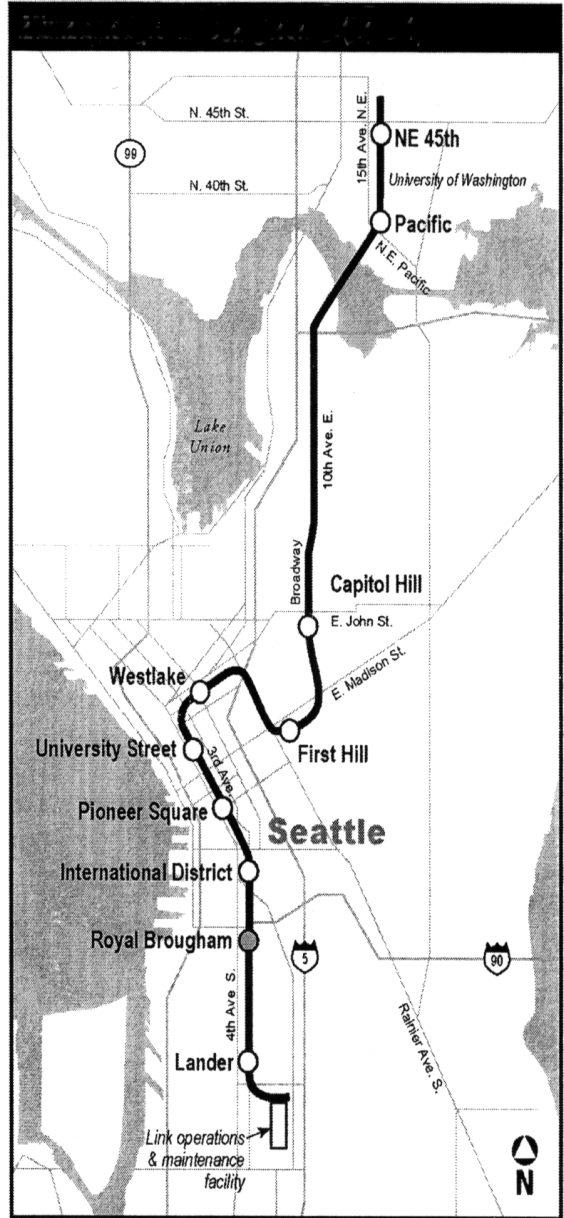 N. 45th St.
15th Ave. N.E.
NE 45th
99
N. 40th St.
University of Washington
Pacific
N.E. Pacific
Lake
Union
10th Ave. E.
Broadway
Capitol Hill
E. John St.
E. Madison St.
Westlake
First Hill
University Street
3rd Ave.
Pioneer Square
Seattle
International District
Royal Brougham
5
90
4th Ave. S.
Rainier Ave. S.
Lander
Link operations
& maintenance
facility
N